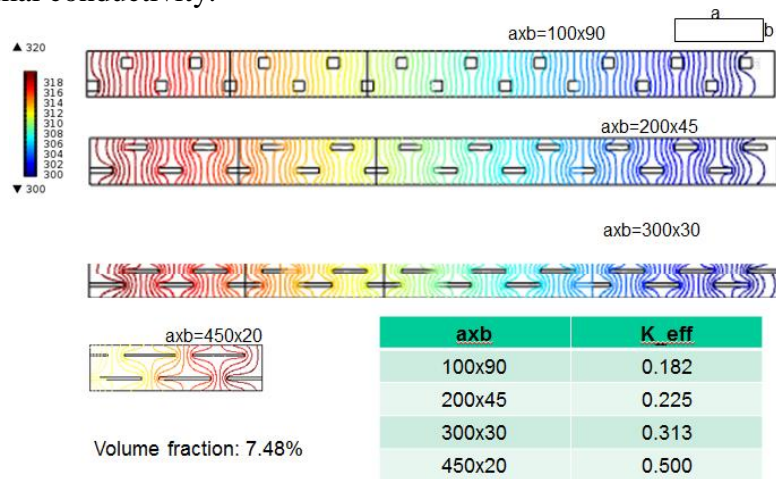 nal conductivity.
a
b
axb=100x90
▲ 320
318
316
314
312
310
308
306
304
302
300
▼ 300
axb=200x45
axb=300x30
axb=450x20
axb K_eff
100x90 0.182
200x45 0.225
300x30 0.313
450x20 0.500
Volume fraction: 7.48%